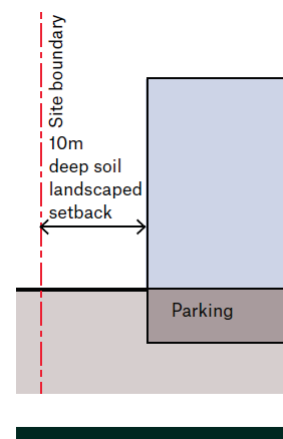 Site boundary
10m
deep soil
landscaped
setback
Parking